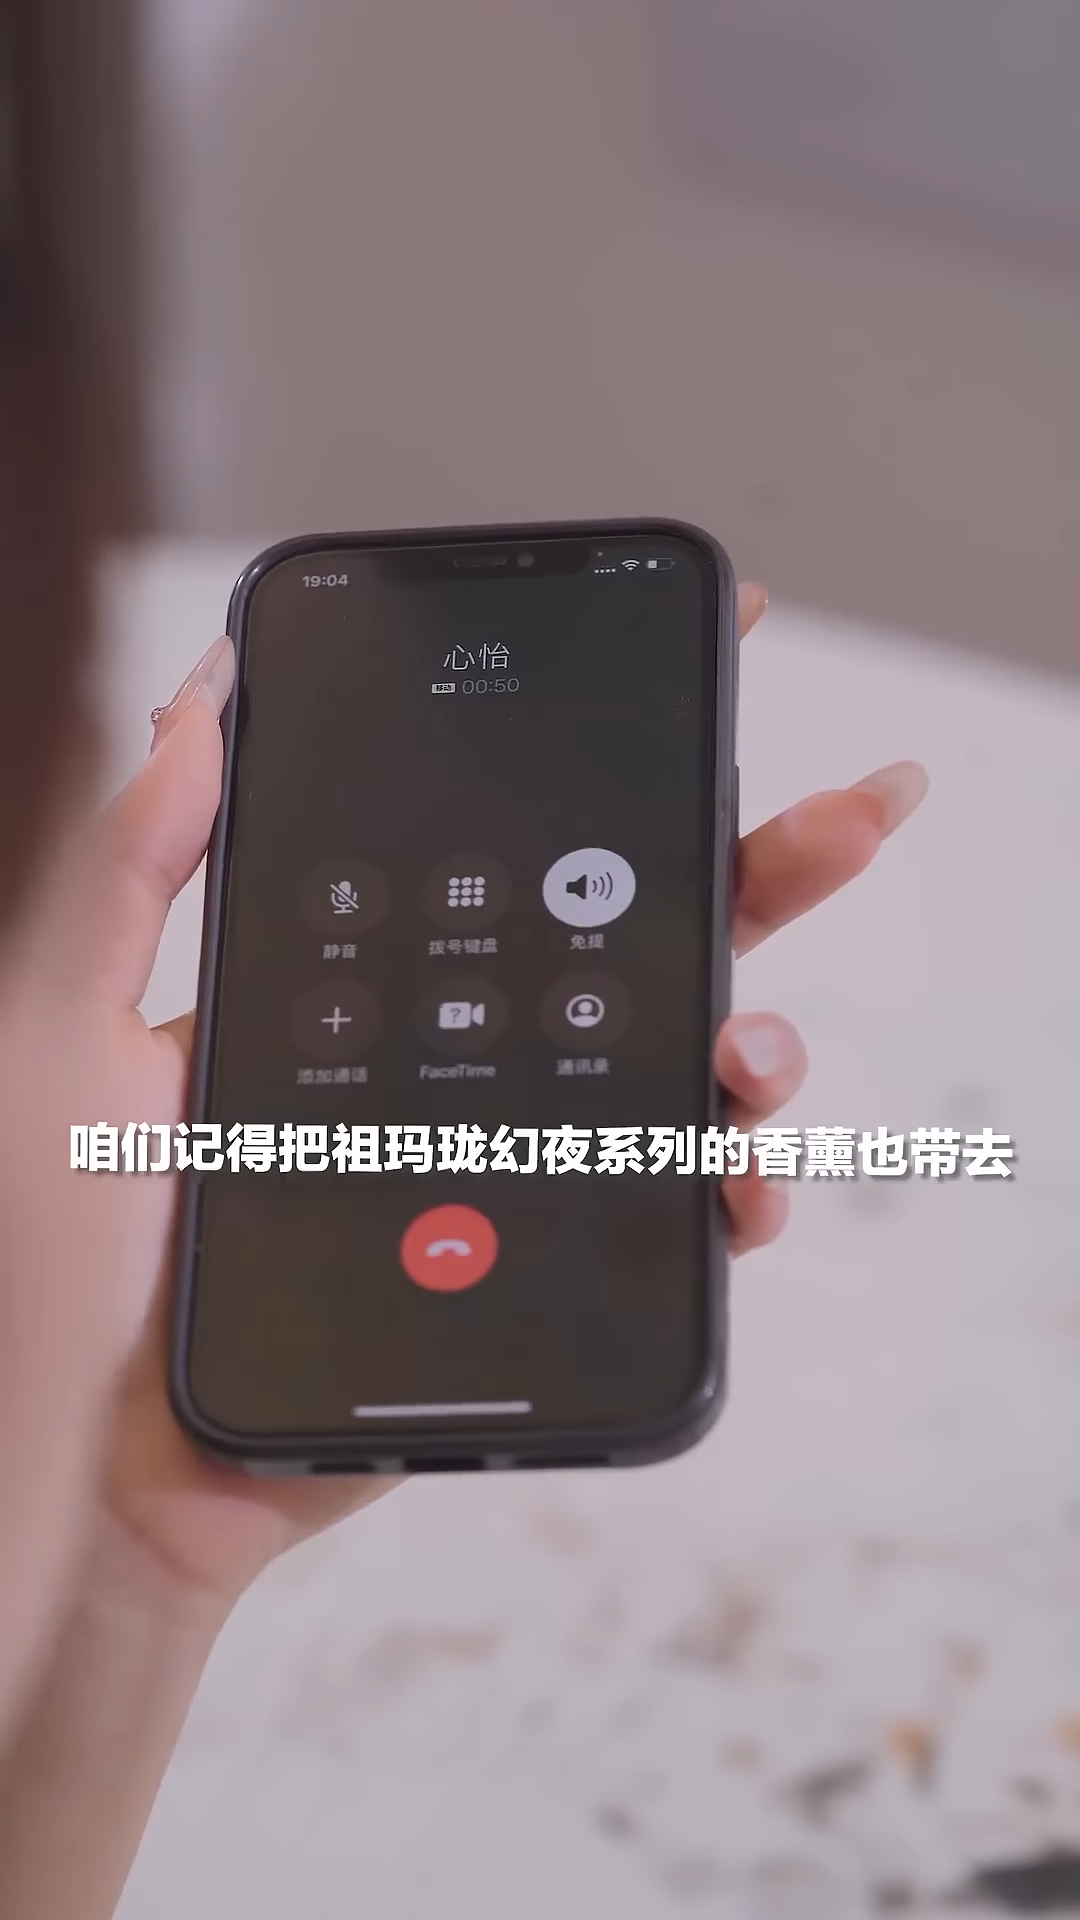 19:04
心怡
移动 00:50
静音 拨号键盘 免提
添加通话 FaceTime 通讯录
咱们记得把祖玛珑幻夜系列的香薰也带去